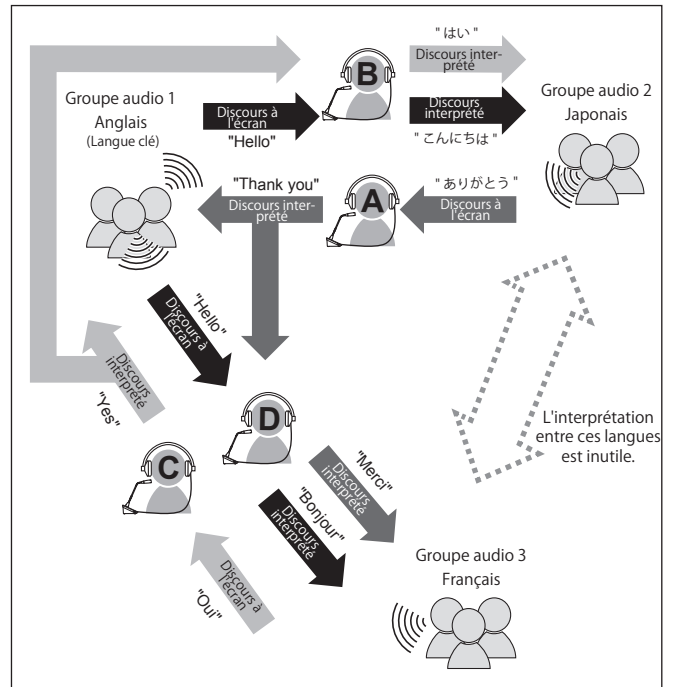 " はい "
Discours inter-
prété
B
Groupe audio 1
Anglais
(Langue clé)
Discours à
l'écran
"Hello"
Discours
interprété
" こんにちは "
Groupe audio 2
Japonais
"Thank you"
Discours inter-
prété
A
" ありがとう "
Discours à
l'écran
"Hello"
Discours à
l'écran
Discours
interprété
"Yes"
D
C
L'interprétation
entre ces langues
est inutile.
"Merci"
Discours
interprété
"Bonjour"
Discours
interprété
Discours à
l'écran
"Oui"
Groupe audio 3
Français